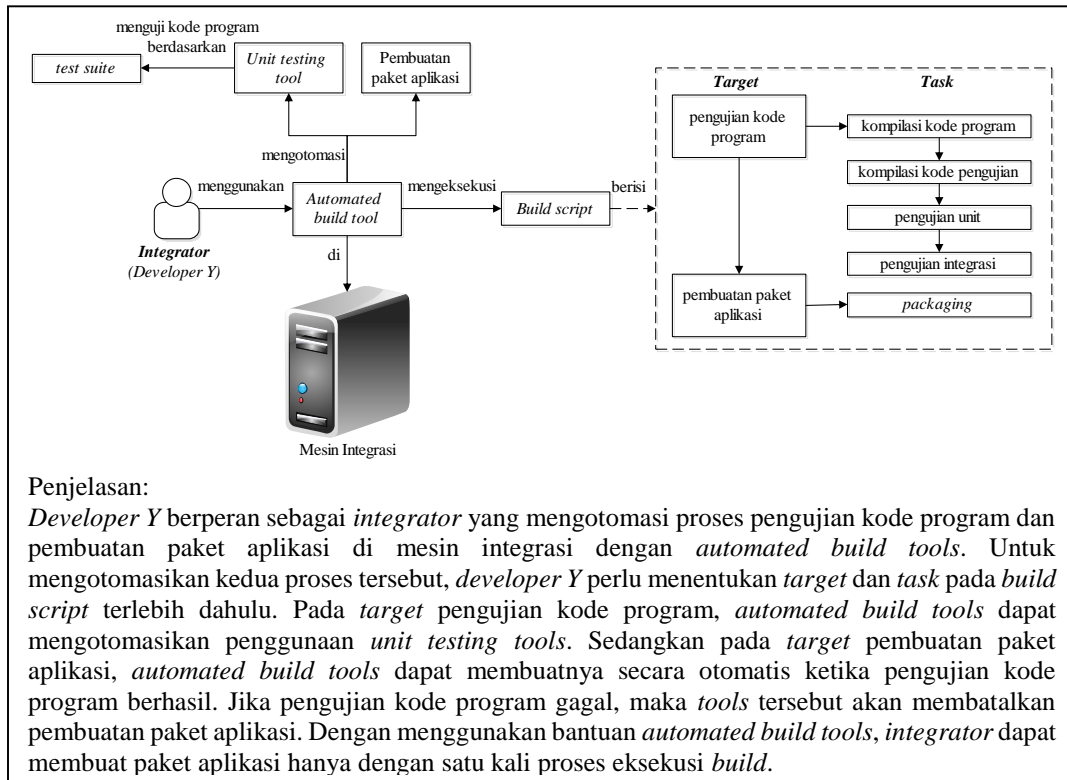 menguji kode program
berdasarkan
test suite
Unit testing
tool
Pembuatan
paket aplikasi
mengotomasi
menggunakan
Automated
build tool
mengeksekusi
Build script
berisi
Integrator
(Developer Y)
di
Mesin Integrasi
Target
Task
pengujian kode
program
kompilasi kode program
kompilasi kode pengujian
pengujian unit
pengujian integrasi
pembuatan paket
aplikasi
packaging
Penjelasan:
Developer Y berperan sebagai integrator yang mengotomasi proses pengujian kode program dan
pembuatan paket aplikasi di mesin integrasi dengan automated build tools. Untuk
mengotomasikan kedua proses tersebut, developer Y perlu menentukan target dan task pada build
script terlebih dahulu. Pada target pengujian kode program, automated build tools dapat
mengotomasikan penggunaan unit testing tools. Sedangkan pada target pembuatan paket
aplikasi, automated build tools dapat membuatnya secara otomatis ketika pengujian kode
program berhasil. Jika pengujian kode program gagal, maka tools tersebut akan membatalkan
pembuatan paket aplikasi. Dengan menggunakan bantuan automated build tools, integrator dapat
membuat paket aplikasi hanya dengan satu kali proses eksekusi build.